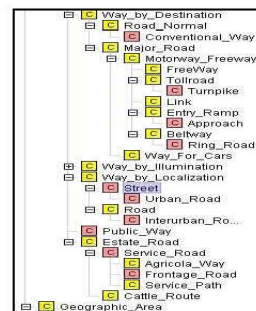 C Way_by_Destination
C Road_Normal
C Conventional_Way
C Major_Road
C Motorway_Freeway
C FreeWay
C Tollroad
C Turnpike
C Link
C Entry_Ramp
C Approach
C Beltway
C Ring_Road
C Way_For_Cars
C Way_by_Illumination
C Way_by_Localization
C Street
C Urban_Road
C Road
C Interurban_Ro...
C Public_Way
C Estate_Road
C Service_Road
C Agricola_Way
C Frontage_Road
C Service_Path
C Cattle_Route
C Geographic_Area